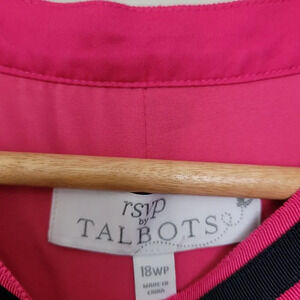 rsvp
by
TALBOTS
18WP
MADE IN
CHINA